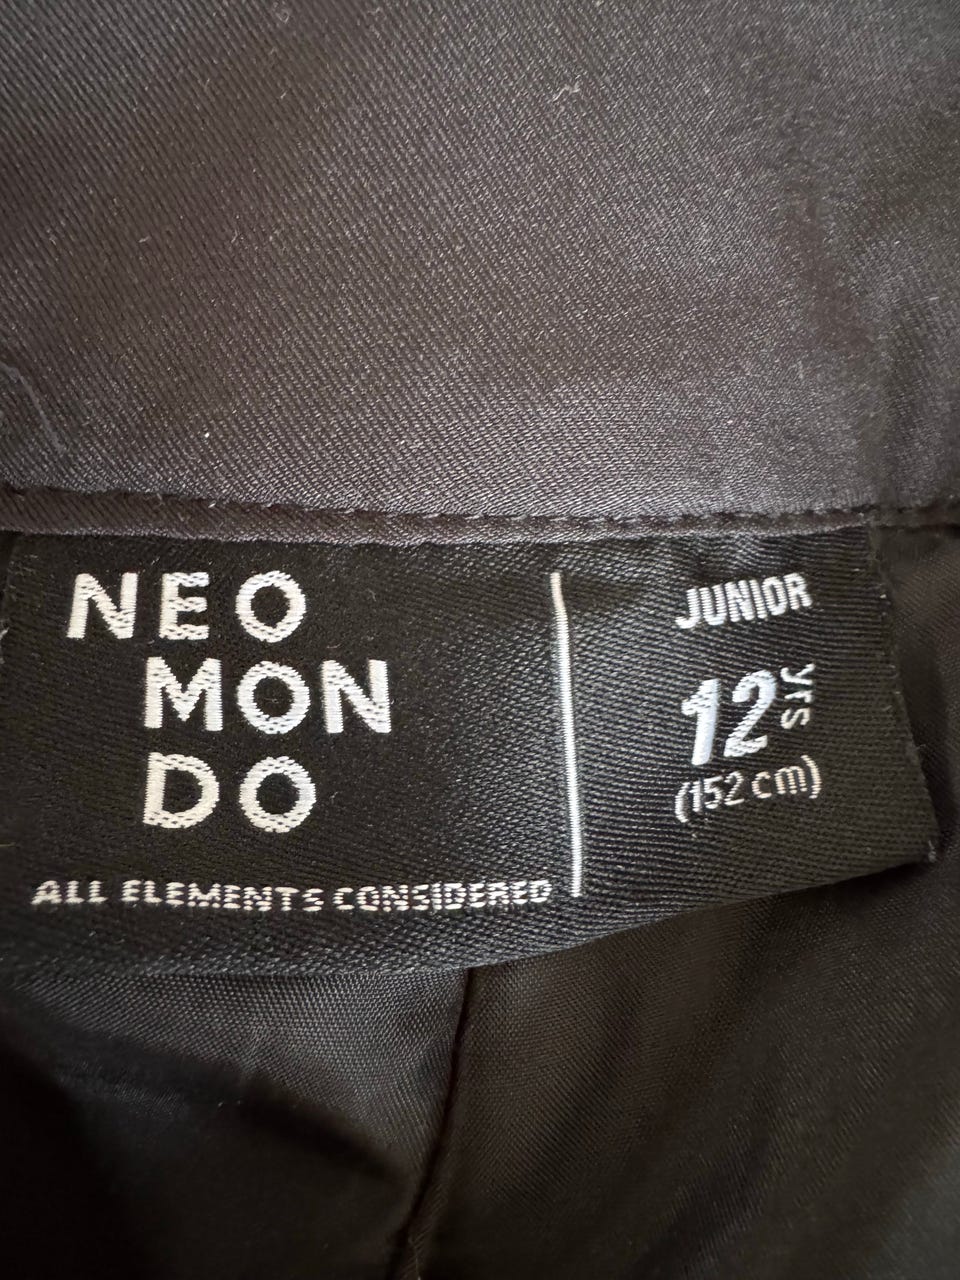 NEO
MON
DO
ALL ELEMENTS CONSIDERED
JUNIOR
12 yrs
(152 cm)